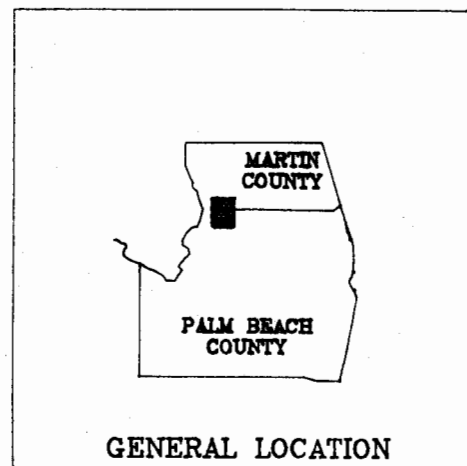 MARTIN
COUNTY
PALM BEACH
COUNTY
GENERAL LOCATION